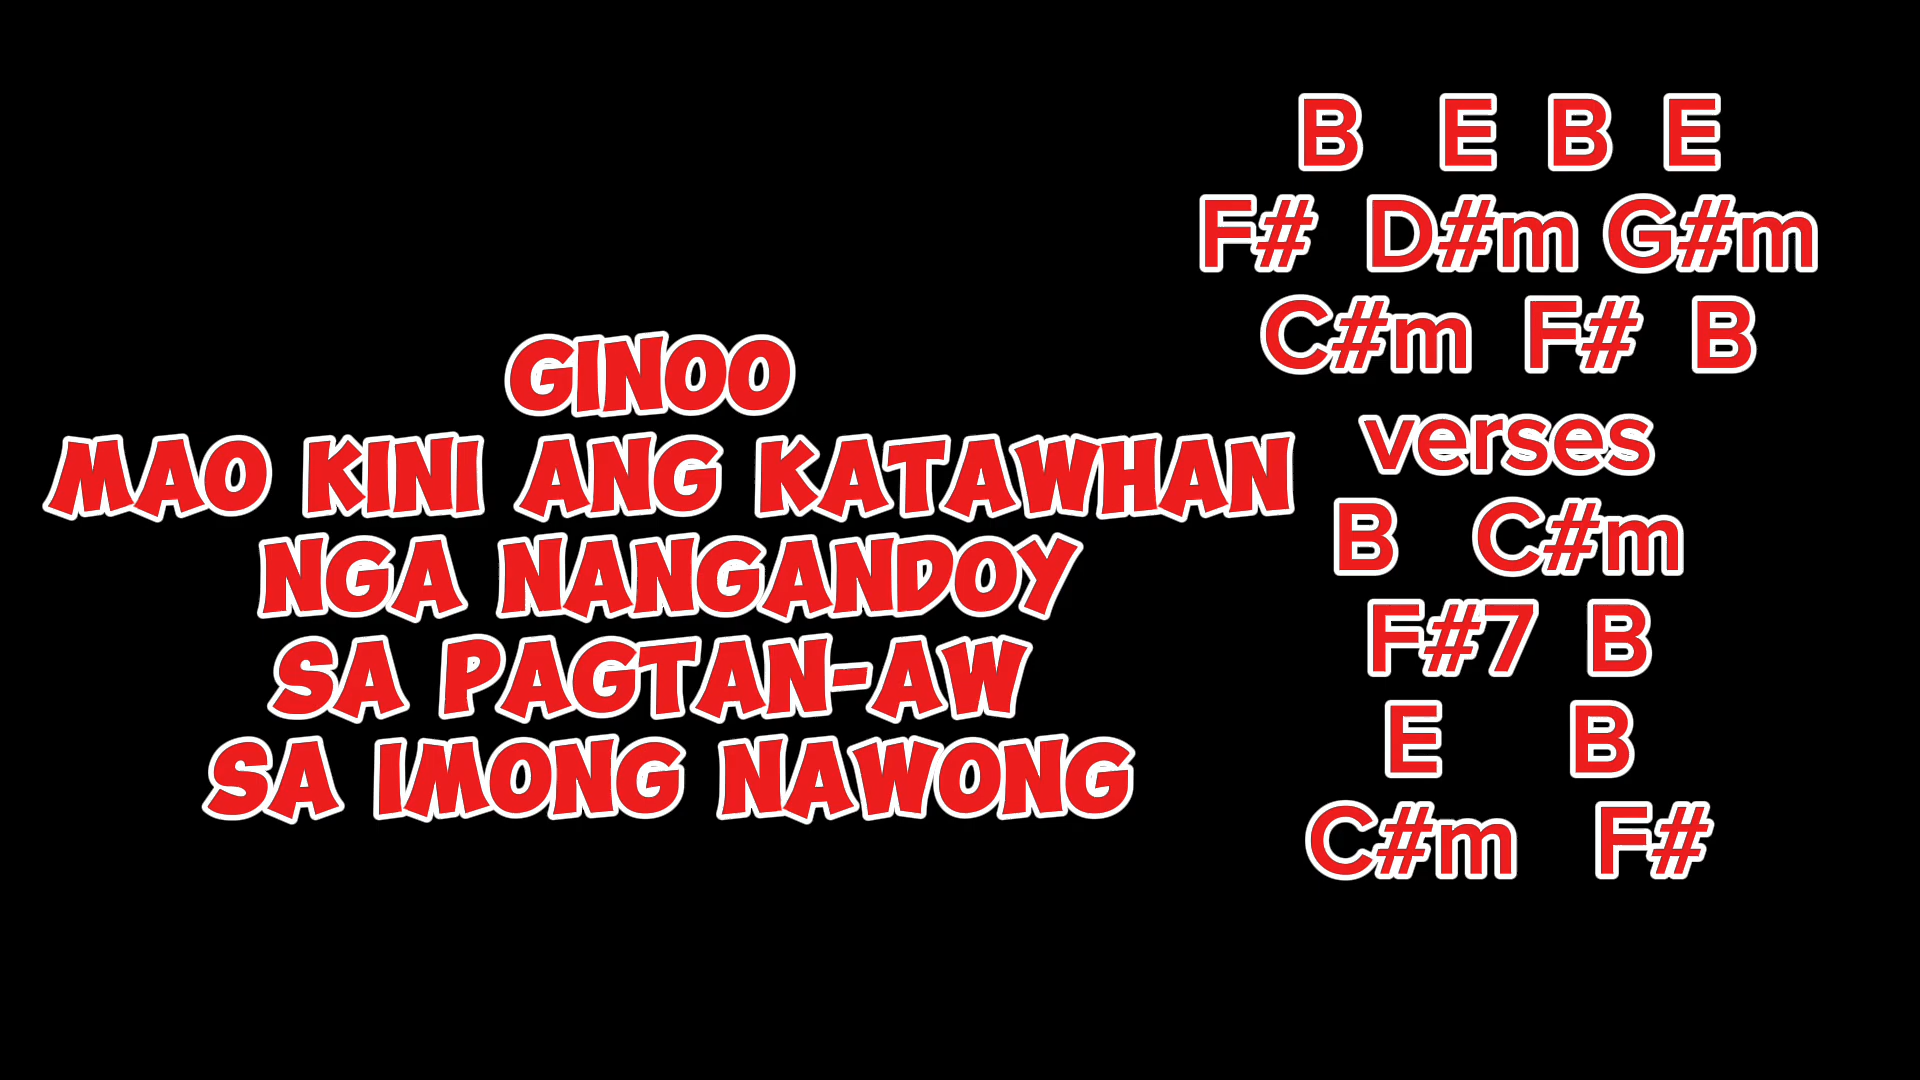 GINOO
MAO KINI ANG KATAWHAN
NGA NANGANDOY
SA PAGTAN-AW
SA IMONG NAWONG
B E B E
F# D#m G#m
C#m F# B
verses
B C#m
F#7 B
E B
C#m F#